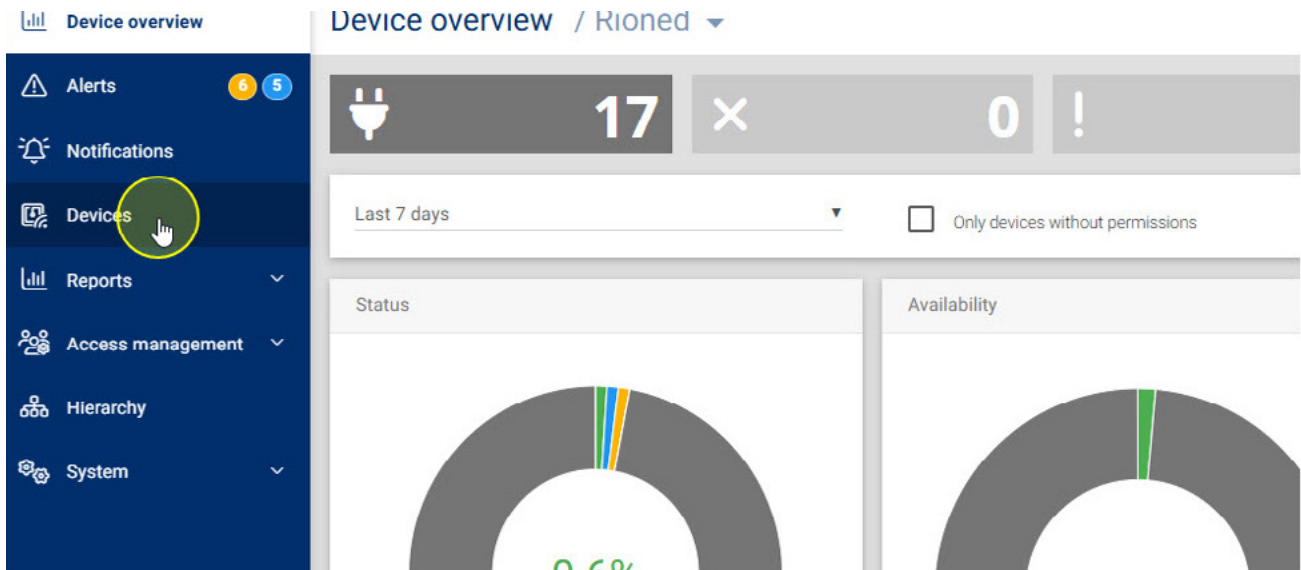 Device overview
Device overview / Rioned
Alerts 6 5
17
0
Notifications
Devices
Last 7 days
Only devices without permissions
Reports
Status
Availability
Access management
Hierarchy
System